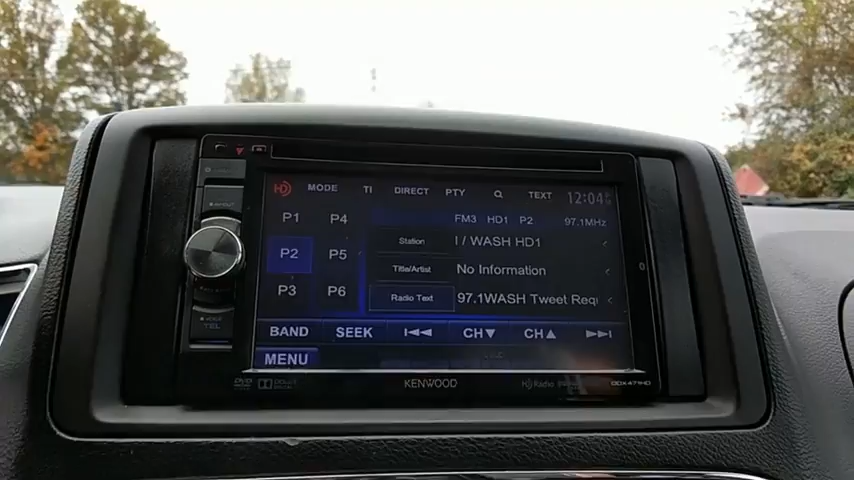 MODE TI DIRECT PTY TEXT 12:04
FM3 HD1 P2 97.1MHz
P1 P4
Station I / WASH HD1
P2 P5
Title/Artist No Information
P3 P6
Radio Text 97.1WASH Tweet Requ
BAND SEEK CH▼ CH▲
MENU
TEL
DVD DOLBY KENWOOD HD Radio DDX471HD